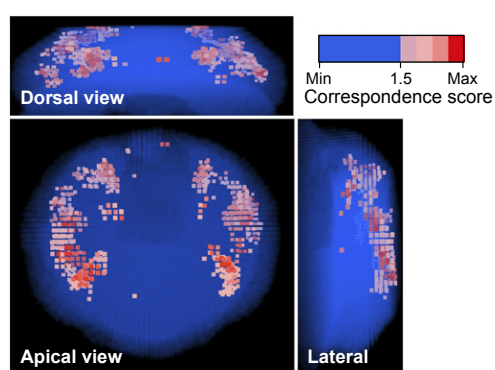 Dorsal view
Min 1.5 Max
Correspondence score
Apical view
Lateral